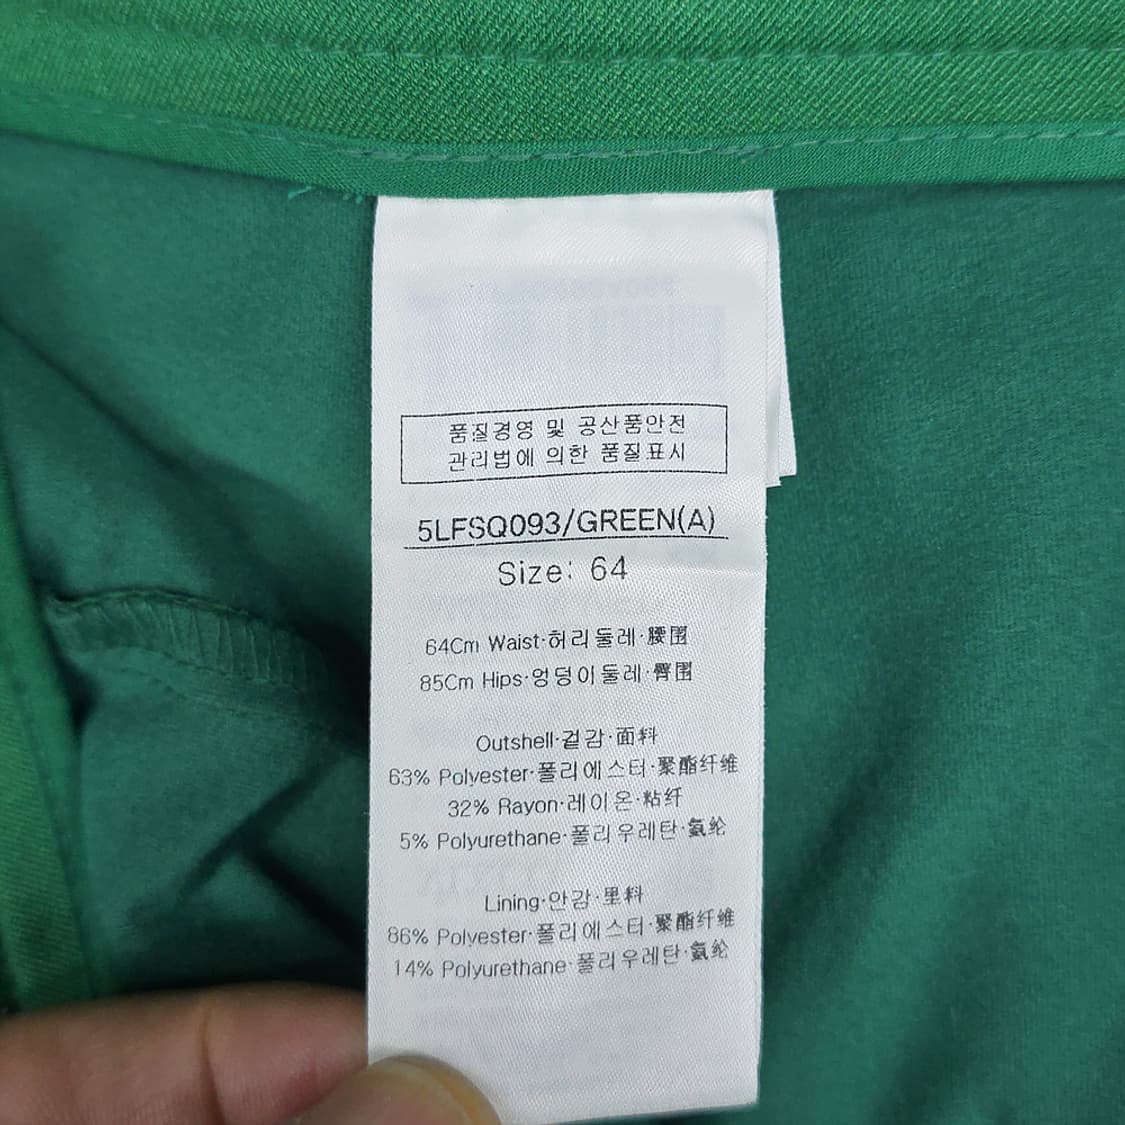 품질경영 및 공산품안전
관리법에 의한 품질표시
5LFSQ093/GREEN(A)
Size: 64
64Cm Waist·허리둘레·腰围
85Cm Hips·엉덩이둘레·臀围
Outshell·겉감·面料
63% Polyester·폴리에스터·聚酯纤维
32% Rayon·레이온·粘纤
5% Polyurethane·폴리우레탄·氨纶
Lining·안감·里料
86% Polyester·폴리에스터·聚酯纤维
14% Polyurethane·폴리우레탄·氨纶